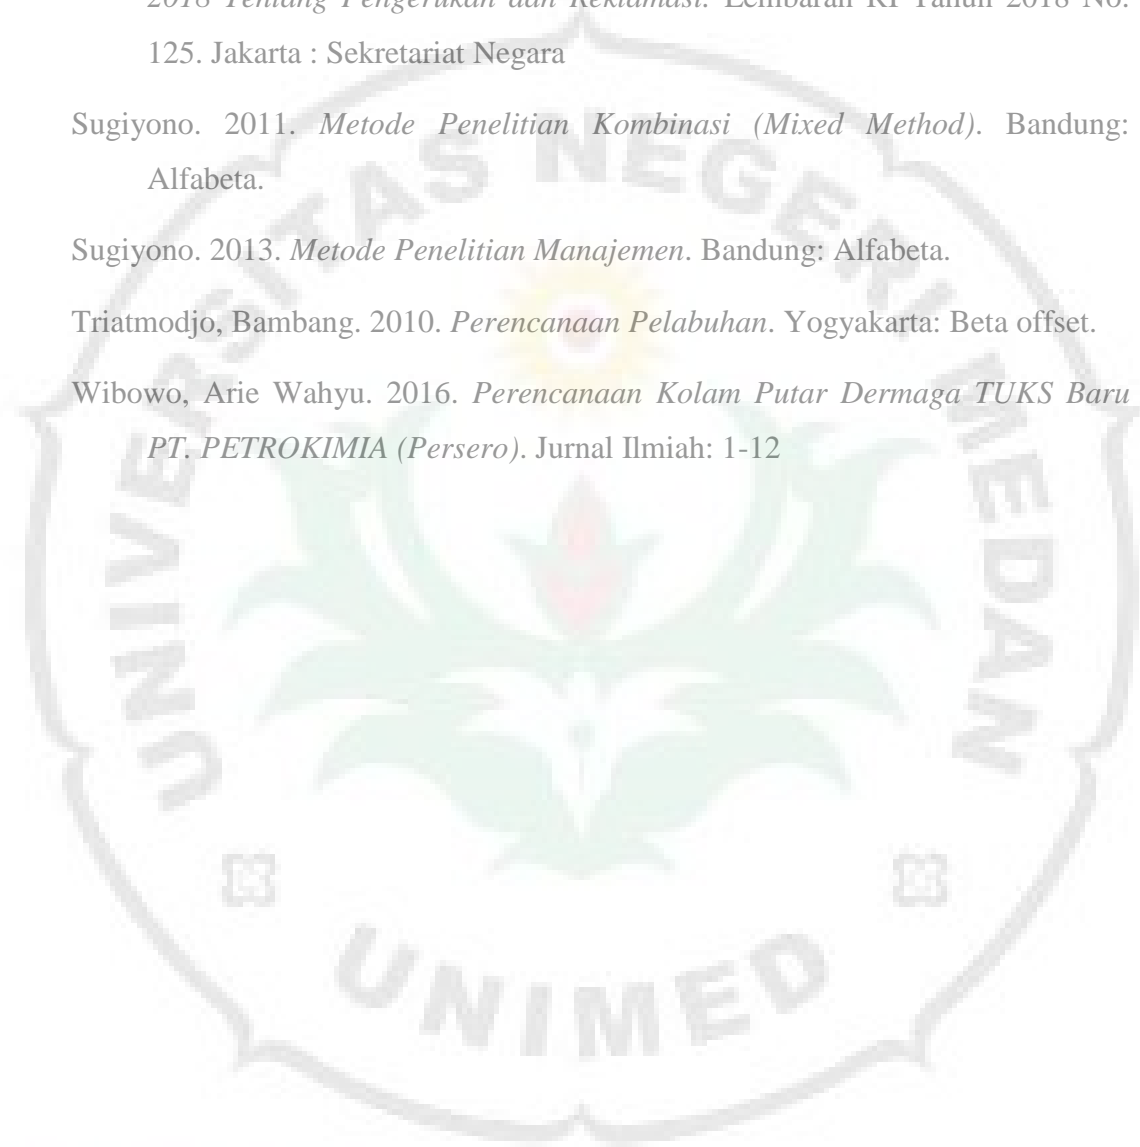 2018 Tentang Pengerukan dan Reklamasi. Lembaran RI Tahun 2018 No.
125. Jakarta : Sekretariat Negara
Sugiyono. 2011. Metode Penelitian Kombinasi (Mixed Method). Bandung:
Alfabeta.
Sugiyono. 2013. Metode Penelitian Manajemen. Bandung: Alfabeta.
Triatmodjo, Bambang. 2010. Perencanaan Pelabuhan. Yogyakarta: Beta offset.
Wibowo, Arie Wahyu. 2016. Perencanaan Kolam Putar Dermaga TUKS Baru
PT. PETROKIMIA (Persero). Jurnal Ilmiah: 1-12
UNIVERSITAS NEGERI MEDAN
UNIMED